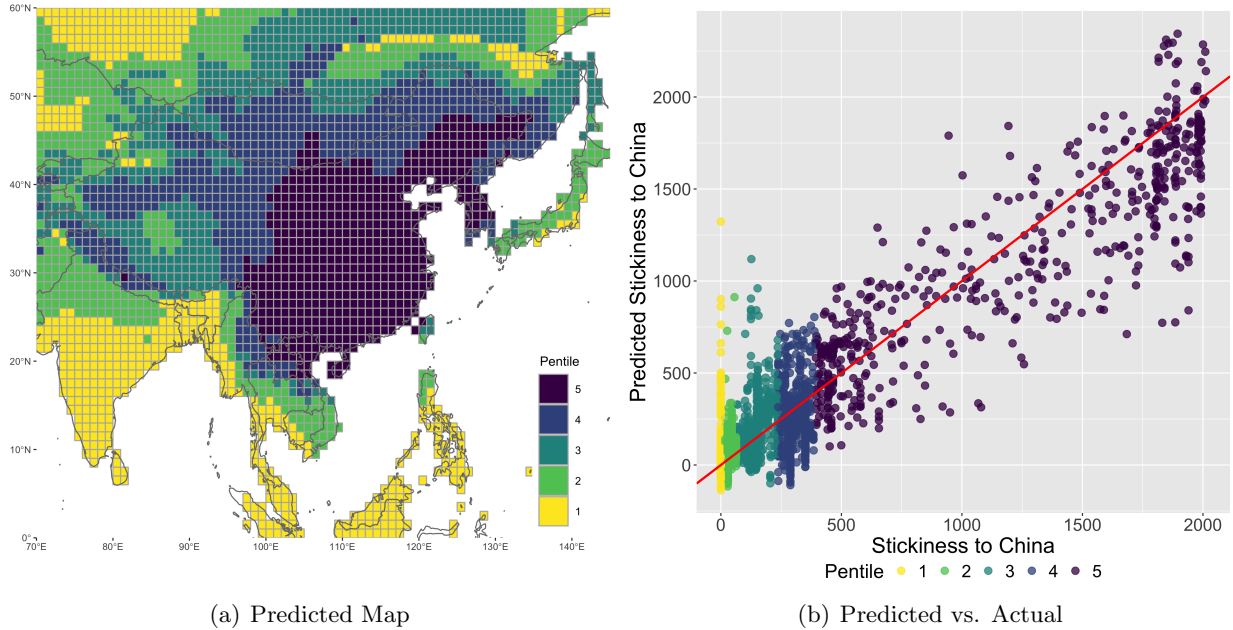 60°N
50°N
40°N
30°N
20°N
10°N
0°
70°E 80°E 90°E 100°E 110°E 120°E 130°E 140°E
Pentile
5
4
3
2
1
(a) Predicted Map
Predicted Stickiness to China
2000
1500
1000
500
0
0 500 1000 1500 2000
Stickiness to China
Pentile 1 2 3 4 5
(b) Predicted vs. Actual